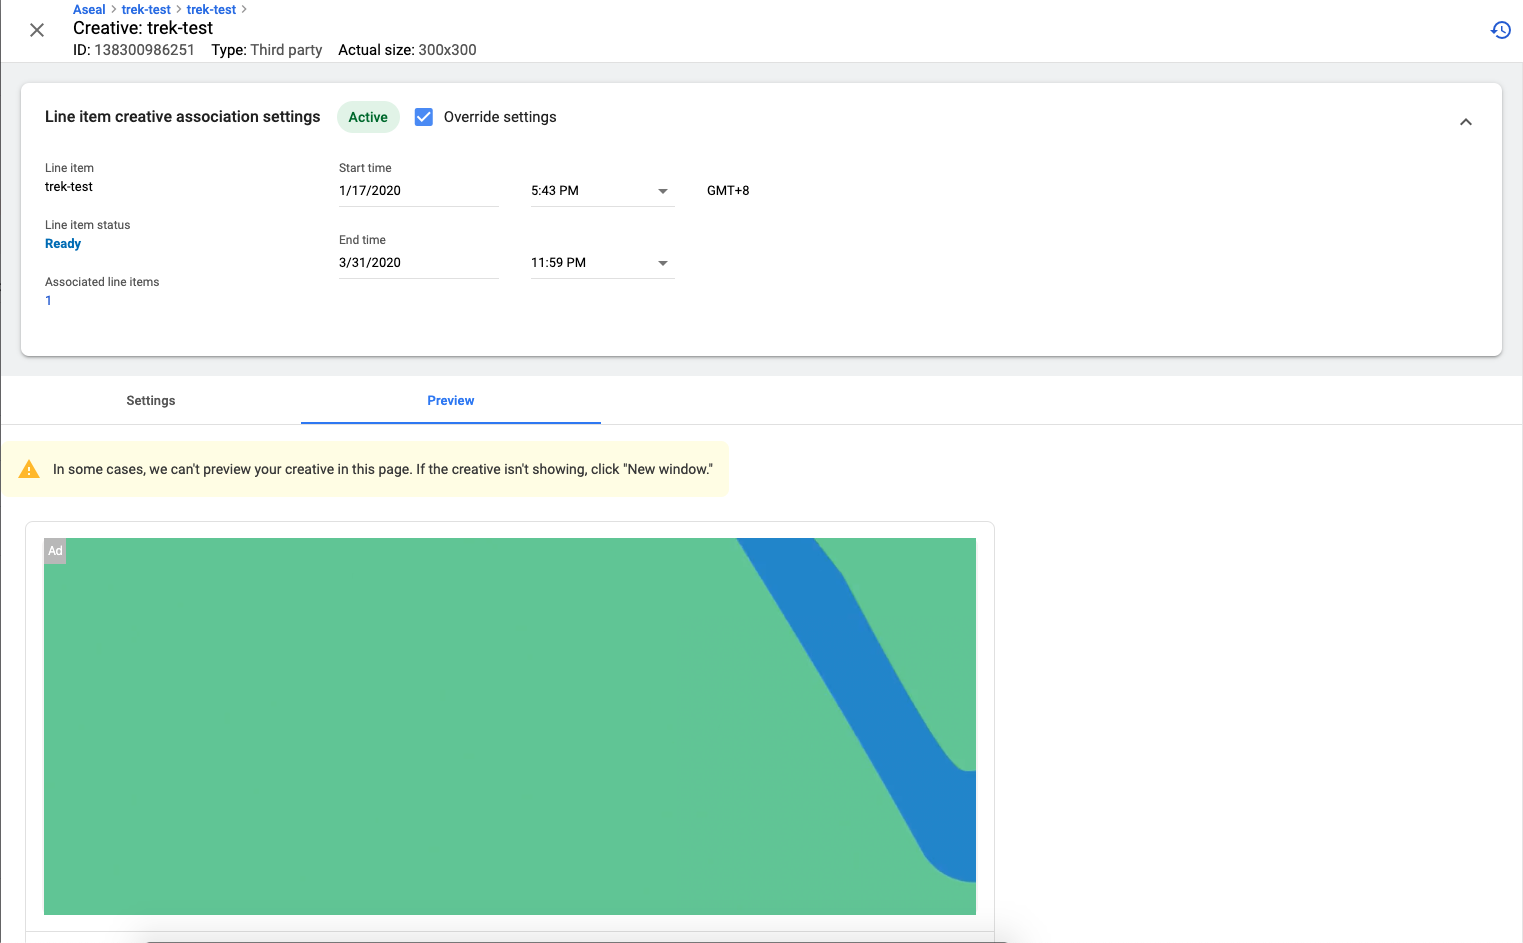 Aseal > trek-test > trek-test >
Creative: trek-test
ID: 138300986251 Type: Third party Actual size: 300x300
Line item creative association settings Active Override settings
Line item
trek-test
Start time
1/17/2020 5:43 PM GMT+8
Line item status
Ready
End time
3/31/2020 11:59 PM
Associated line items
1
Settings Preview
In some cases, we can't preview your creative in this page. If the creative isn't showing, click "New window."
Ad